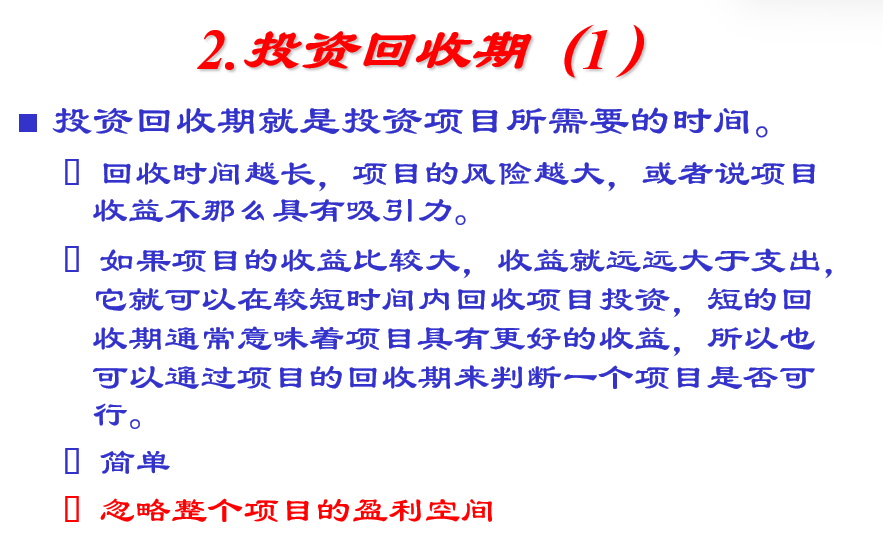 2.投资回收期（1）
投资回收期就是投资项目所需要的时间。
回收时间越长，项目的风险越大，或者说项目
收益不那么具有吸引力。
如果项目的收益比较大，收益就远远大于支出，
它就可以在较短时间内回收项目投资，短的回
收期通常意味着项目具有更好的收益，所以也
可以通过项目的回收期来判断一个项目是否可
行。
简单
忽略整个项目的盈利空间